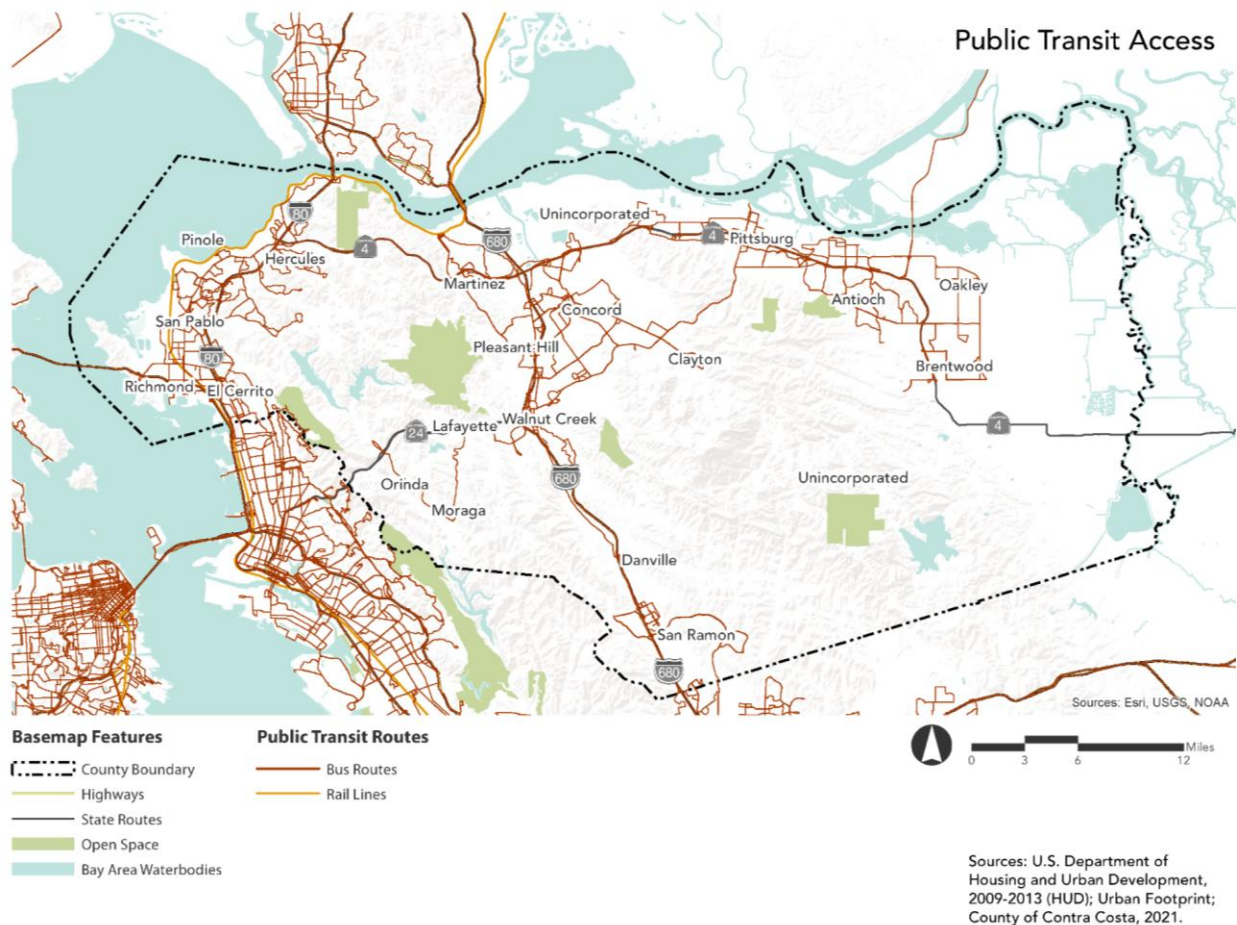 Public Transit Access
Unincorporated
80
Pinole
680
4
Pittsburg
4
Hercules
Martinez
Oakley
Antioch
Concord
San Pablo
Pleasant Hill
80
Clayton
Brentwood
Richmond
El Cerrito
Walnut Creek
Lafayette
24
4
680
Unincorporated
Orinda
Moraga
Danville
San Ramon
680
Sources: Esri, USGS, NOAA
Basemap Features
County Boundary
Highways
State Routes
Open Space
Bay Area Waterbodies
Public Transit Routes
Bus Routes
Rail Lines
Miles
0 3 6 12
Sources: U.S. Department of
Housing and Urban Development,
2009-2013 (HUD); Urban Footprint;
County of Contra Costa, 2021.